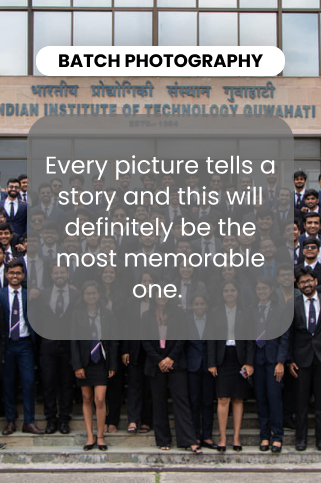 BATCH PHOTOGRAPHY
भारतीय प्रौद्योगिकी संस्थान गुवाहाटी
NDIAN INSTITUTE OF TECHNOLOGY GUWAHATI
Every picture tells a
story and this will
definitely be the
most memorable
one.